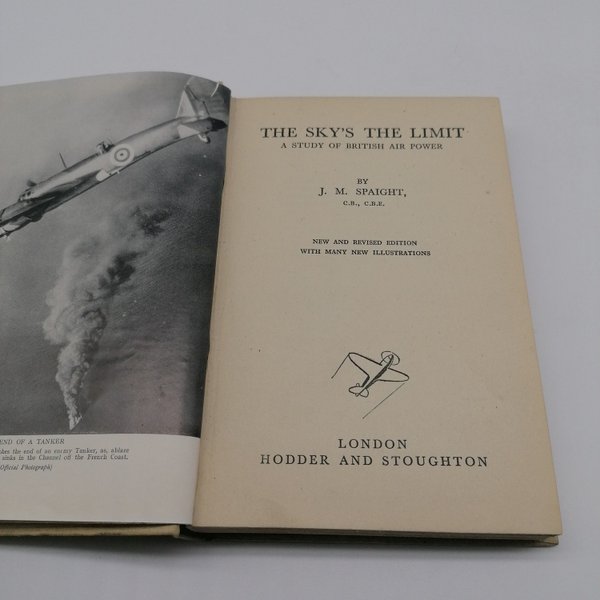 END OF A TANKER
the end of an enemy Tanker, as, ablaze
sinks in the Channel off the French Coast.
Official Photograph)
THE SKY'S THE LIMIT
A STUDY OF BRITISH AIR POWER
BY
J. M. SPAIGHT,
C.B., C.B.E.
NEW AND REVISED EDITION
WITH MANY NEW ILLUSTRATIONS
LONDON
HODDER AND STOUGHTON